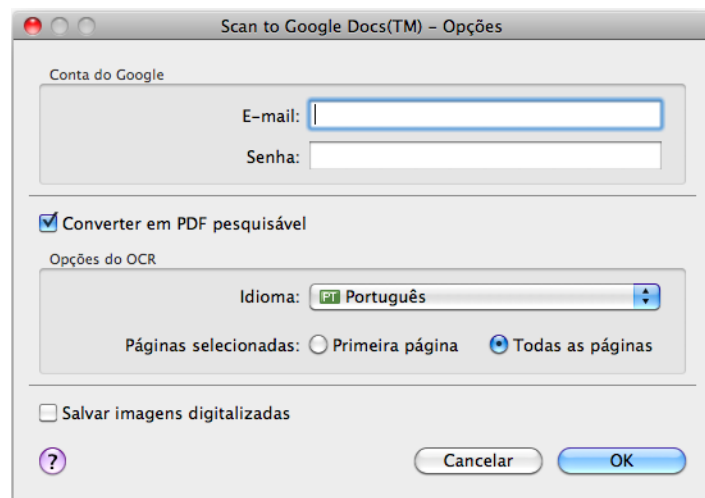 Scan to Google Docs(TM) – Opções
Conta do Google
E-mail:
Senha:
Converter em PDF pesquisável
Opções do OCR
Idioma: PT Português
Páginas selecionadas: Primeira página Todas as páginas
Salvar imagens digitalizadas
? Cancelar OK